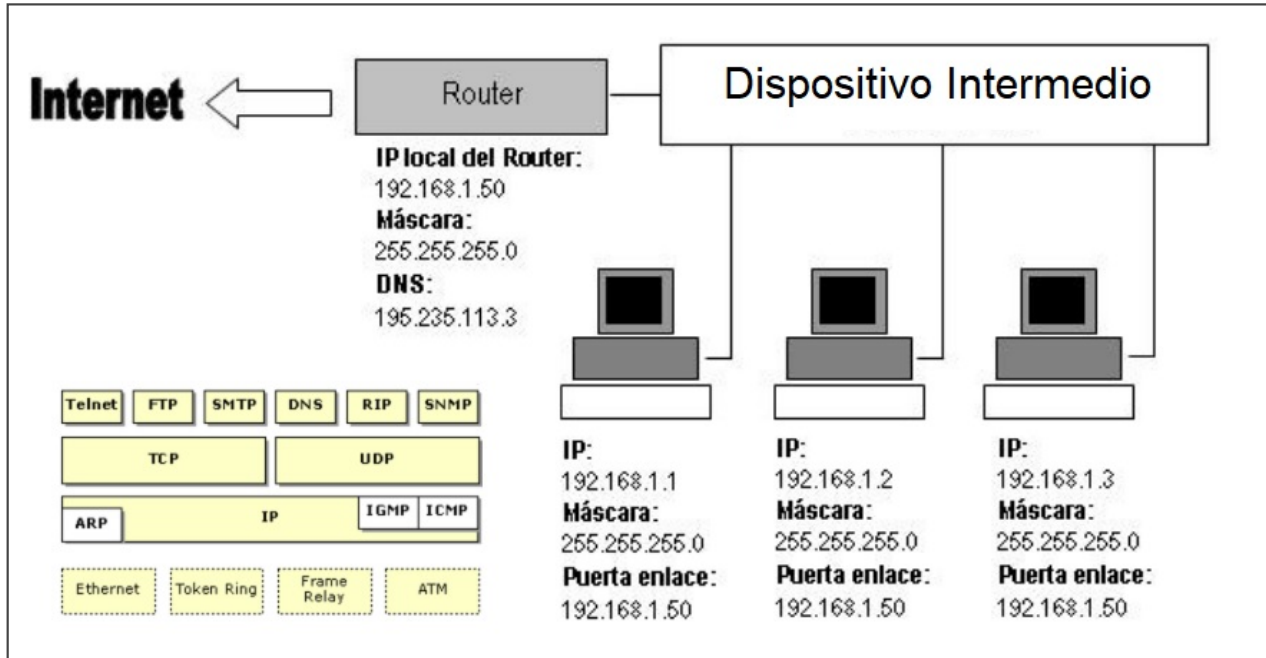 Internet
Router
Dispositivo Intermedio
IP local del Router:
192.168.1.50
Máscara:
255.255.255.0
DNS:
195.235.113.3
IP:
192.168.1.1
Máscara:
255.255.255.0
Puerta enlace:
192.168.1.50
IP:
192.168.1.2
Máscara:
255.255.255.0
Puerta enlace:
192.168.1.50
IP:
192.168.1.3
Máscara:
255.255.255.0
Puerta enlace:
192.168.1.50
Telnet FTP SMTP DNS RIP SNMP
TCP UDP
ARP IP IGMP ICMP
Ethernet Token Ring Frame Relay ATM